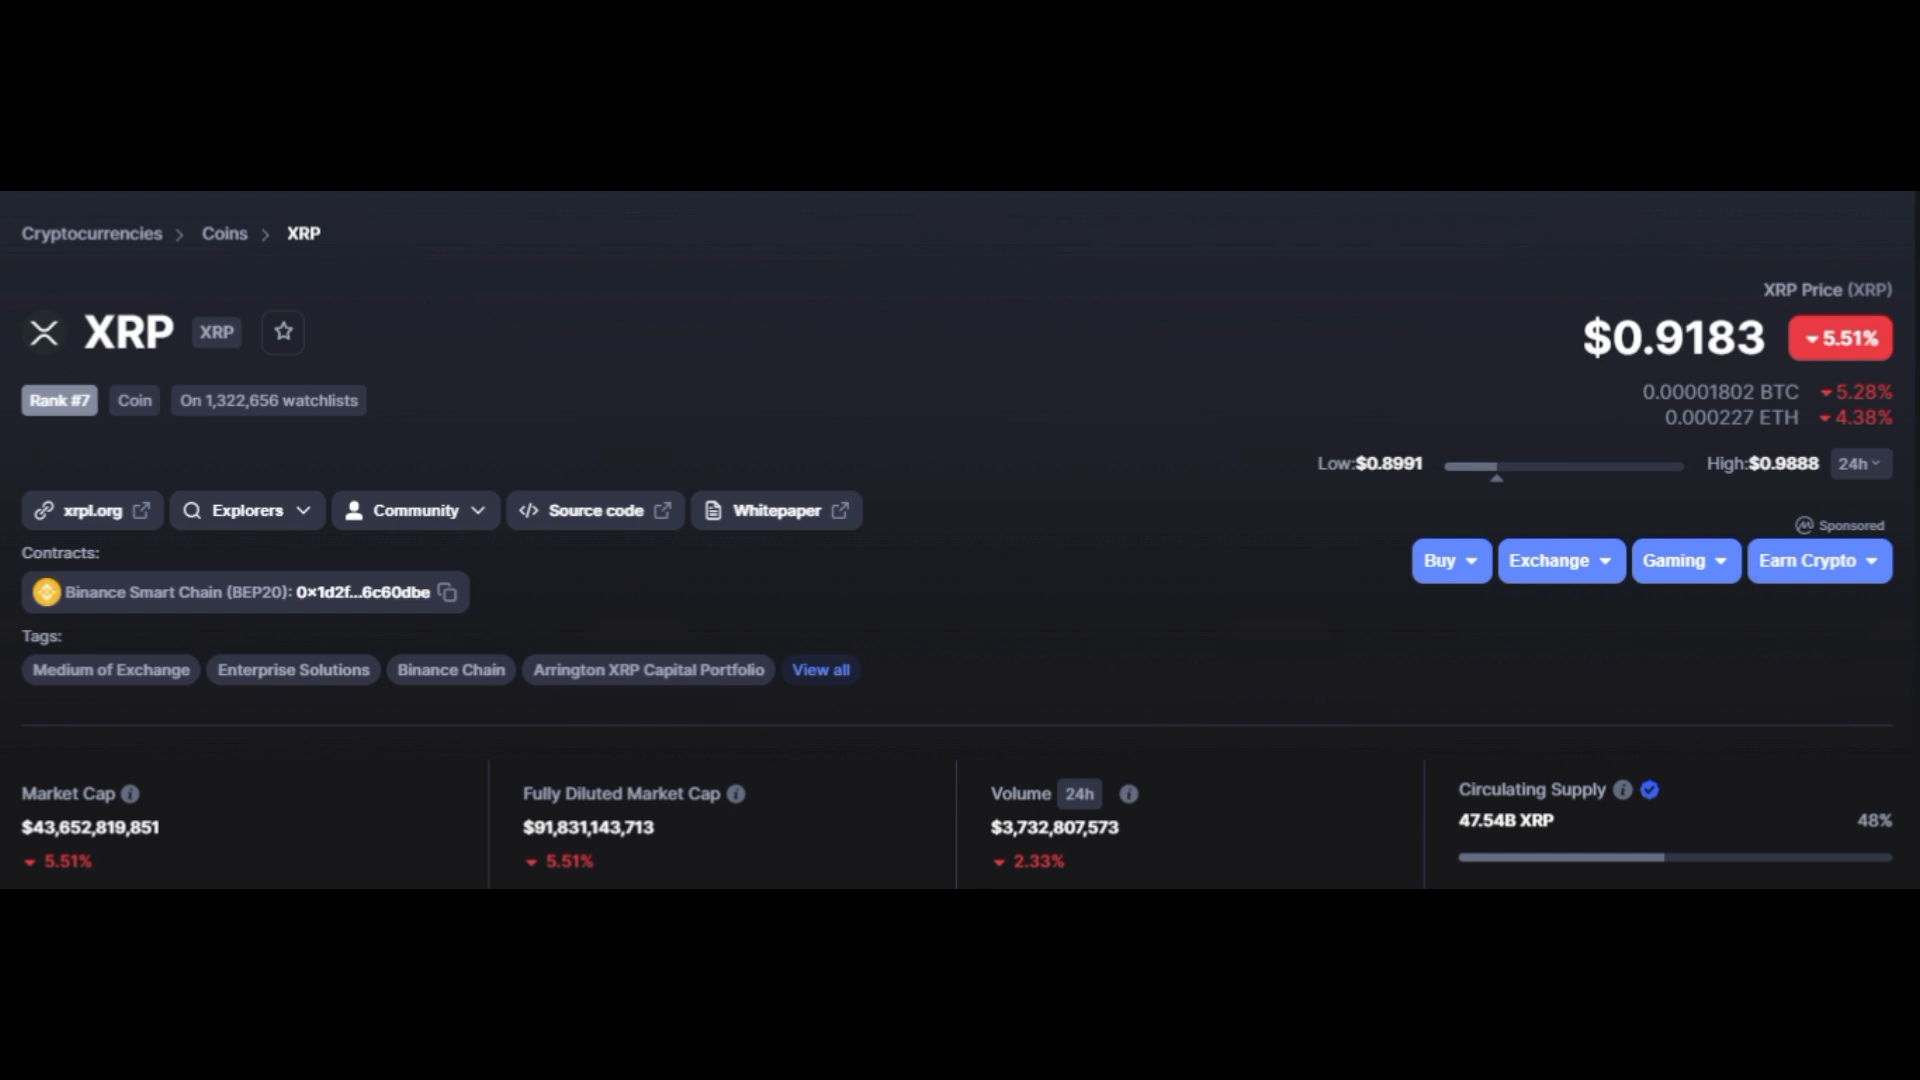 Cryptocurrencies > Coins > XRP
XRP Price (XRP)
XRP XRP
$0.9183 5.51%
Rank #7 Coin On 1,322,656 watchlists
0.00001802 BTC 5.28%
0.000227 ETH 4.38%
Low:$0.8991 High:$0.9888 24h
xrpl.org Explorers Community </> Source code Whitepaper
Sponsored
Contracts:
Buy Exchange Gaming Earn Crypto
Binance Smart Chain (BEP20): 0×1d2f...6c60dbe
Tags:
Medium of Exchange Enterprise Solutions Binance Chain Arrington XRP Capital Portfolio View all
Market Cap
$43,652,819,851
5.51%
Fully Diluted Market Cap
$91,831,143,713
5.51%
Volume 24h
$3,732,807,573
2.33%
Circulating Supply
47.54B XRP 48%